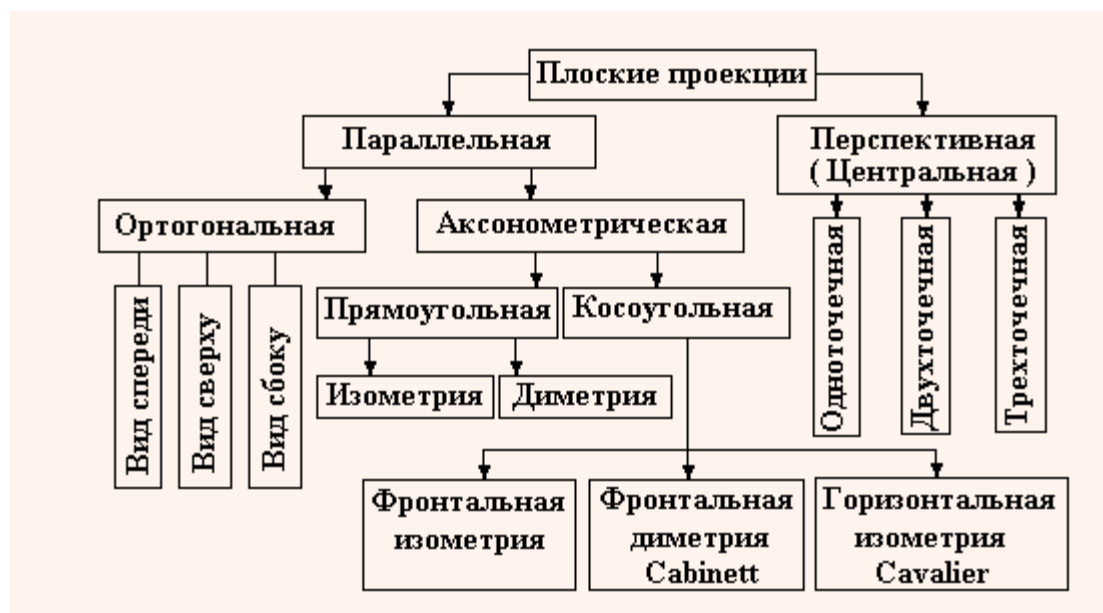 Плоские проекции
Параллельная
Перспективная
( Центральная )
Ортогональная
Аксонометрическая
Вид спереди
Вид сверху
Вид сбоку
Прямоугольная
Косоугольная
Изометрия
Диметрия
Одноточечная
Двухточечная
Трехточечная
Фронтальная
изометрия
Фронтальная
диметрия
Cabinett
Горизонтальная
изометрия
Cavalier